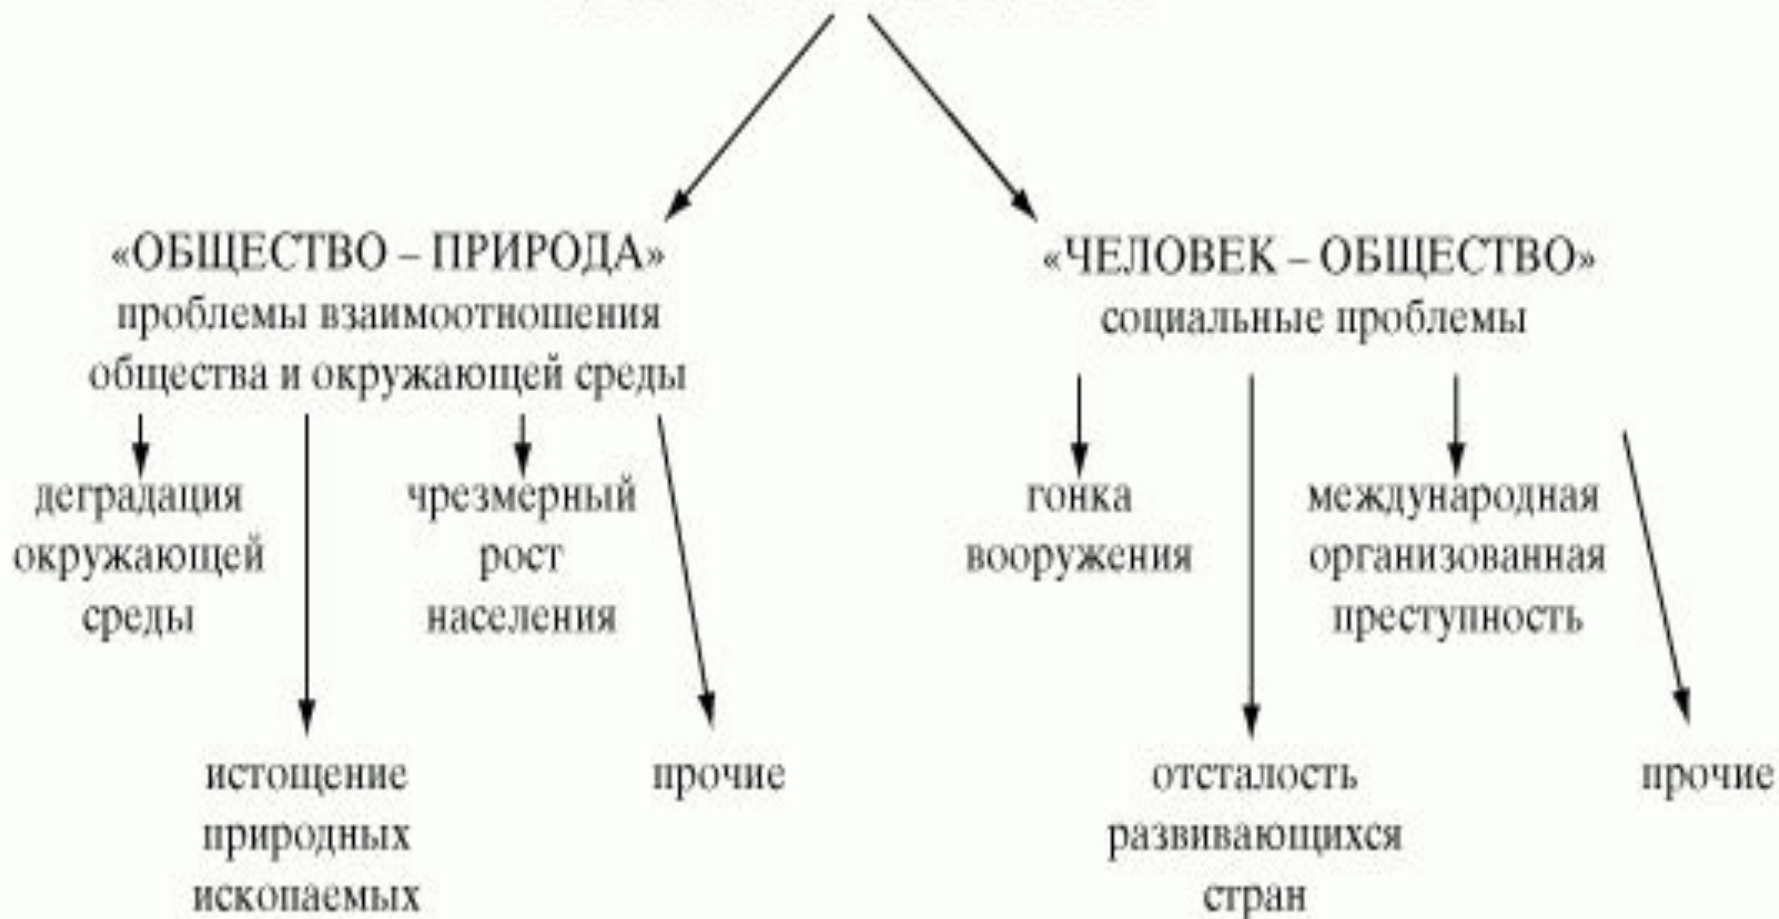 «ОБЩЕСТВО – ПРИРОДА»
проблемы взаимоотношения
общества и окружающей среды
деградация
окружающей
среды
истощение
природных
ископаемых
чрезмерный
рост
населения
прочие
«ЧЕЛОВЕК – ОБЩЕСТВО»
социальные проблемы
гонка
вооружения
отсталость
развивающихся
стран
международная
организованная
преступность
прочие